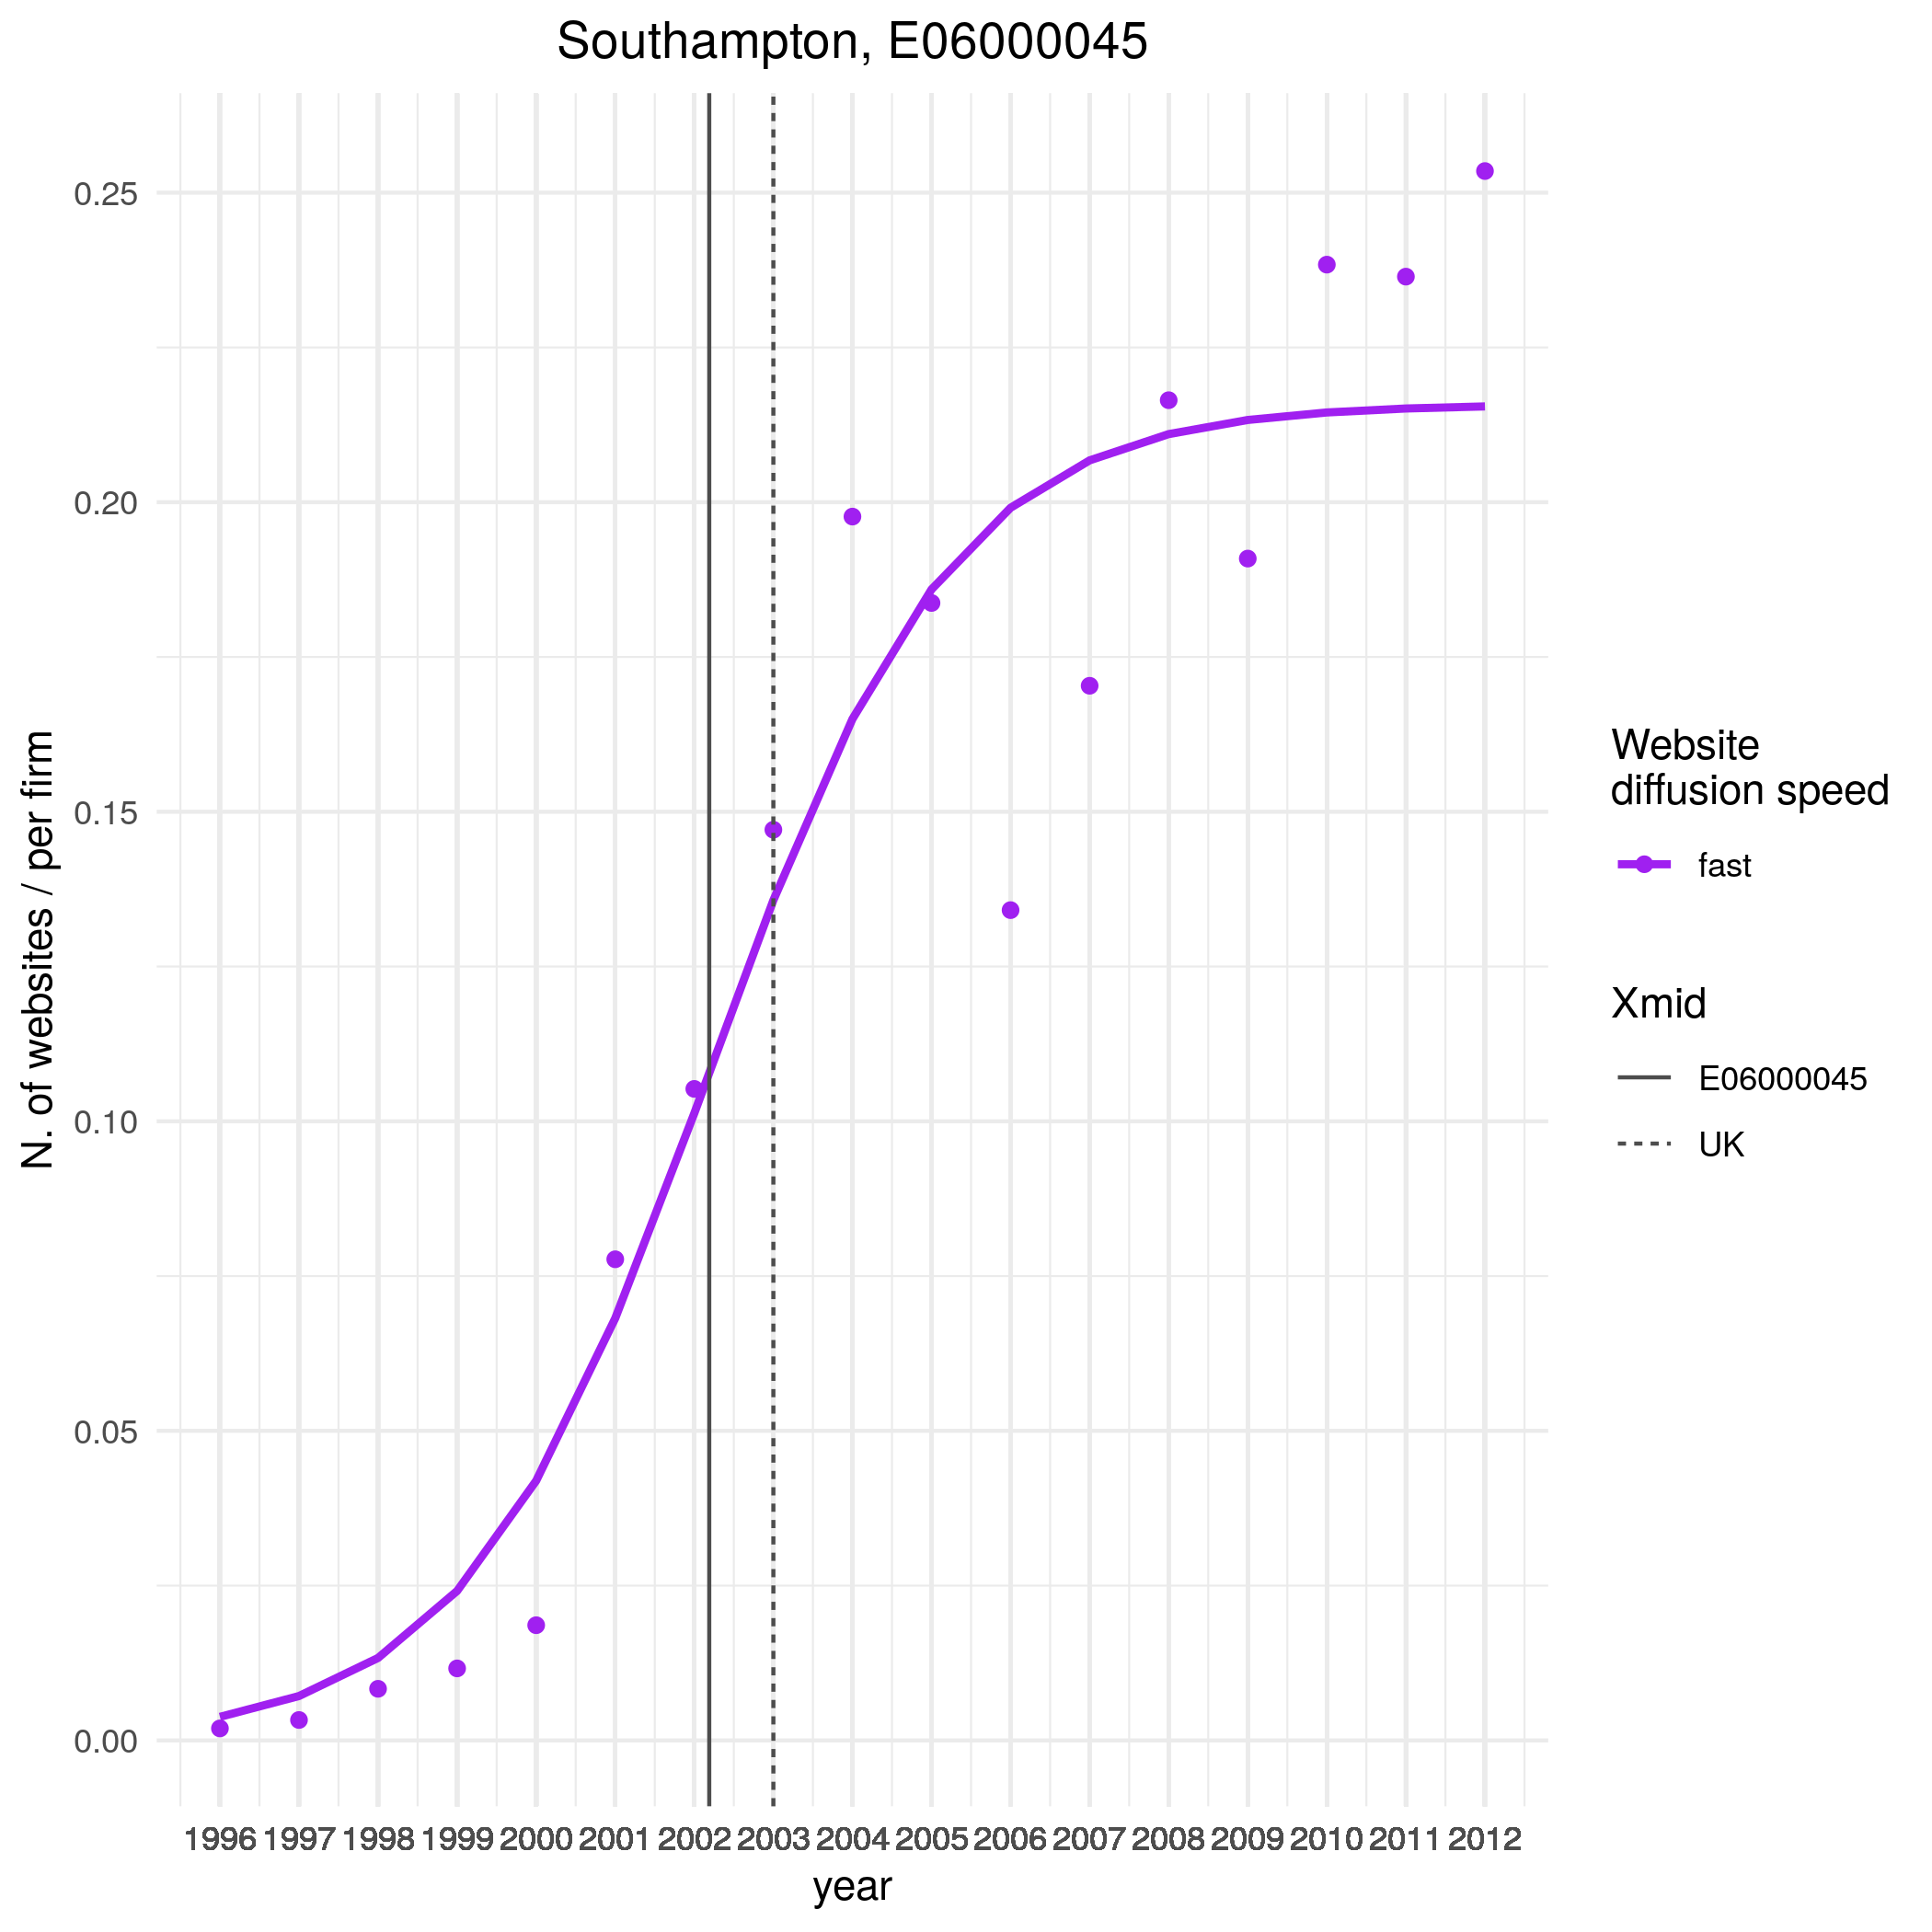 Southampton, E06000045
N. of websites / per firm
0.25
0.20
0.15
0.10
0.05
0.00
1996 1997 1998 1999 2000 2001 2002 2003 2004 2005 2006 2007 2008 2009 2010 2011 2012
year
Website
diffusion speed
fast
Xmid
E06000045
UK